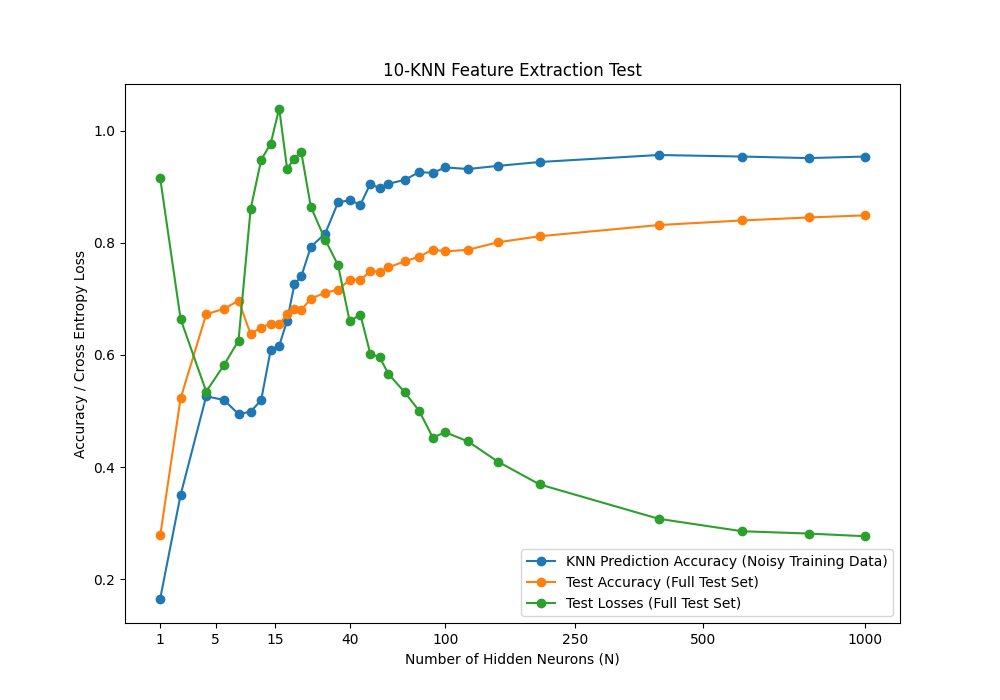 10-KNN Feature Extraction Test
Accuracy / Cross Entropy Loss
1.0
0.8
0.6
0.4
0.2
KNN Prediction Accuracy (Noisy Training Data)
Test Accuracy (Full Test Set)
Test Losses (Full Test Set)
1 5 15 40 100 250 500 1000
Number of Hidden Neurons (N)